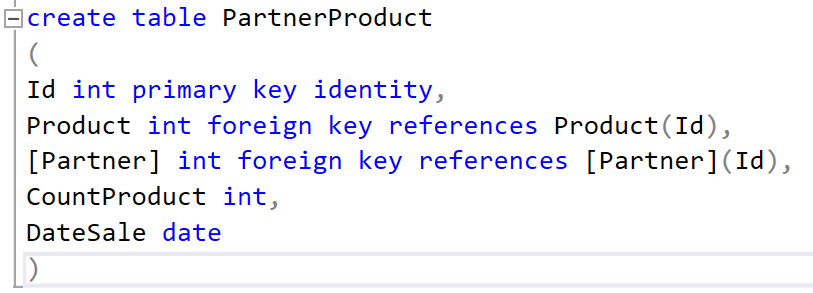 create table PartnerProduct
(
Id int primary key identity,
Product int foreign key references Product(Id),
[Partner] int foreign key references [Partner](Id),
CountProduct int,
DateSale date
)